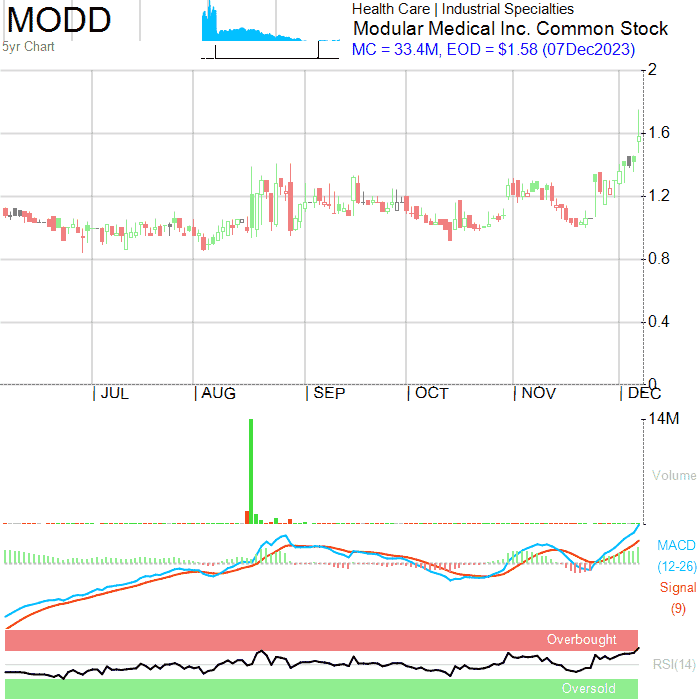 MODD
5yr Chart
Health Care | Industrial Specialties
Modular Medical Inc. Common Stock
MC = 33.4M, EOD = $1.58 (07Dec2023)
2
1.6
1.2
0.8
0.4
0
JUL AUG SEP OCT NOV DEC
14M
Volume
MACD
(12-26)
Signal
(9)
Overbought
RSI(14)
Oversold